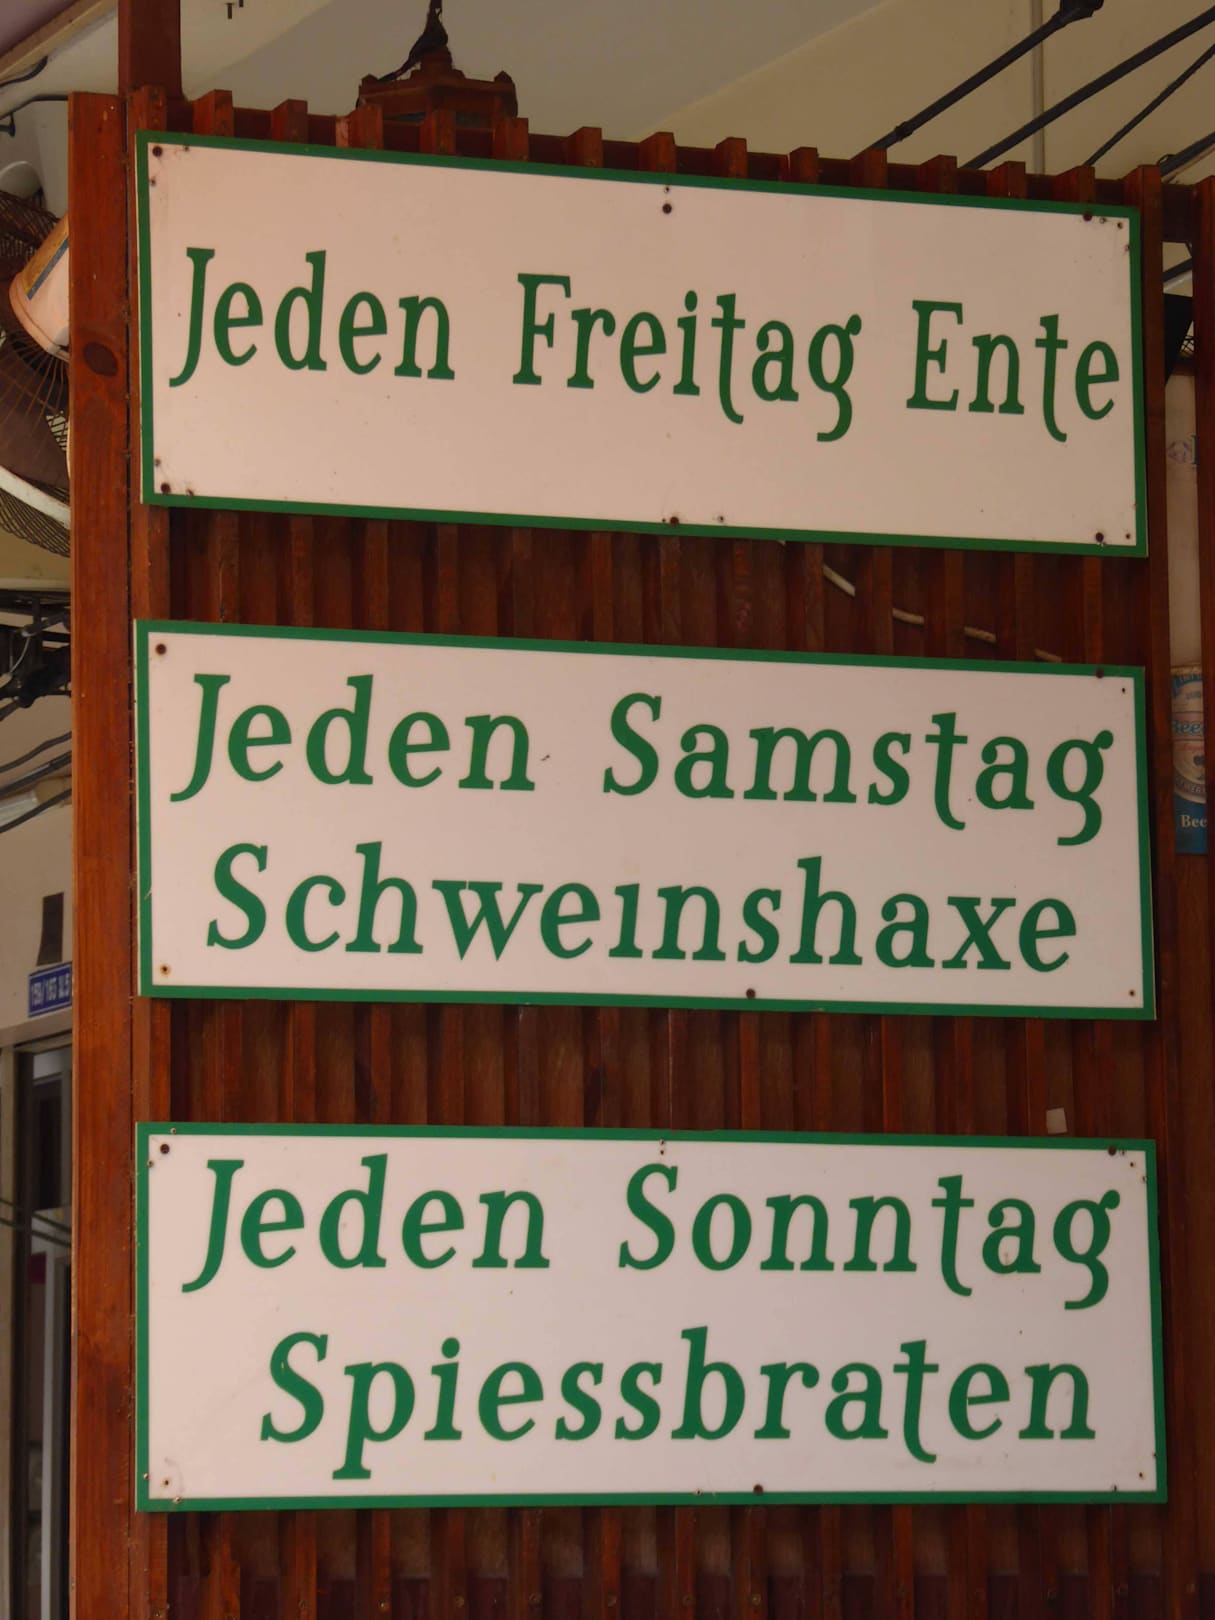 Jeden Freitag Ente
Jeden Samstag
Schweinshaxe
Jeden Sonntag
Spiessbraten